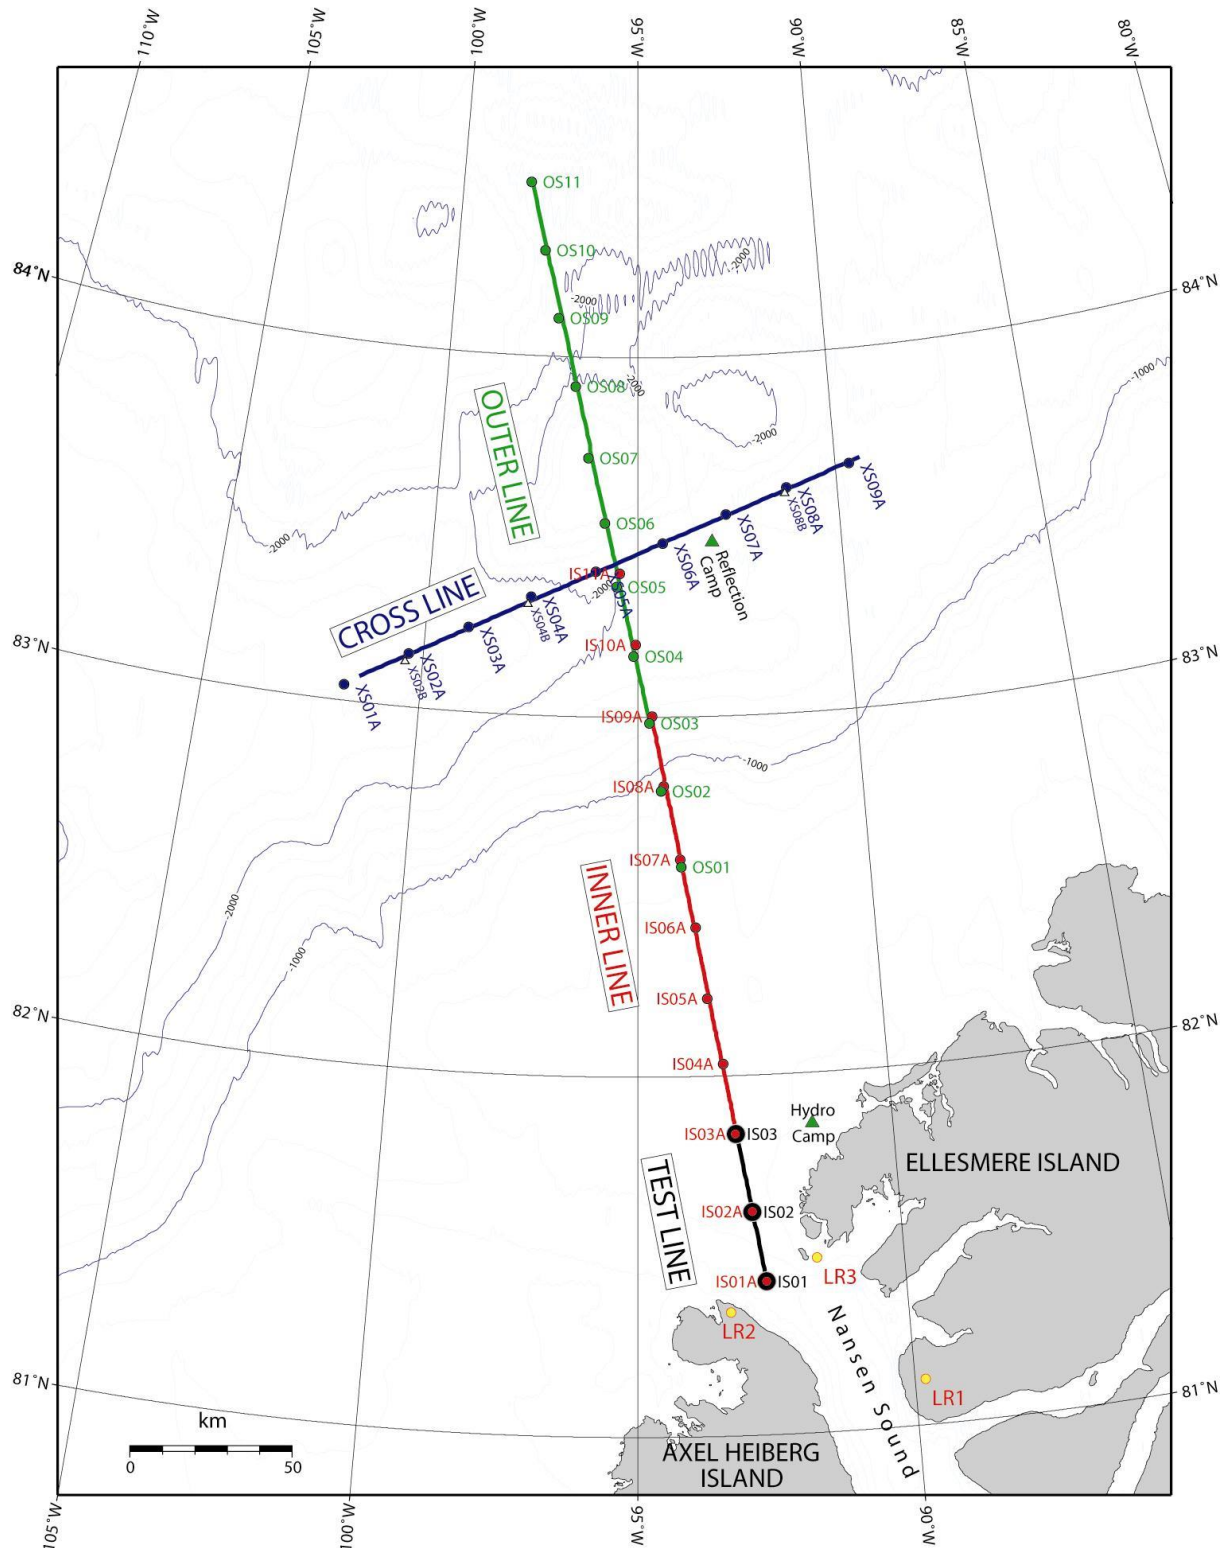 110°W
105°W
100°W
95°W
90°W
85°W
80°W
OS11
OS10
-2000
84°N
84°N
-2000
OS09
OS08
-2000
-1000
OUTER LINE
-2000
OS07
XS09A
XS08A
XS08B
OS06
XS07A
-2000
XS06A
Reflection
Camp
IS11A
XS05A
OS05
-2000
CROSS LINE
XS04A
XS04B
XS03A
83°N
83°N
IS10A
OS04
XS02A
XS02B
XS01A
IS09A
OS03
-1000
IS08A
OS02
IS07A
OS01
INNER LINE
-2000
IS06A
-1000
IS05A
82°N
82°N
IS04A
Hydro
Camp
IS03A
IS03
ELLESMERE ISLAND
TEST LINE
IS02A
IS02
LR3
IS01A
IS01
LR2
Nansen Sound
81°N
81°N
LR1
km
0
50
AXEL HEIBERG
ISLAND
105°W
100°W
95°W
90°W